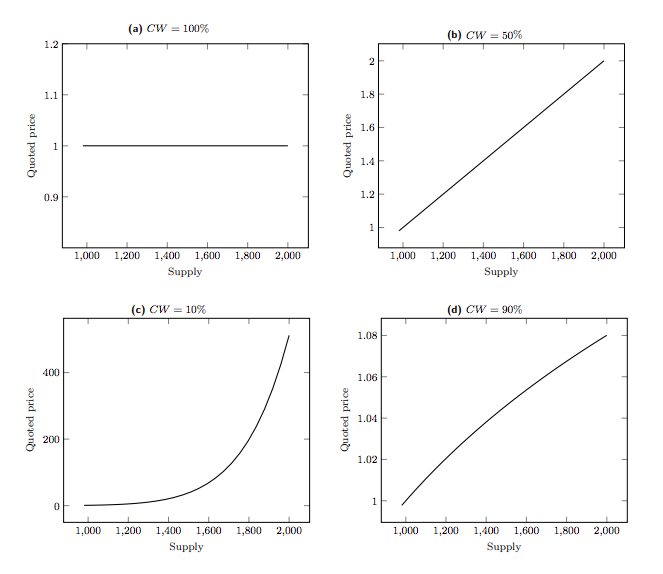 (a) CW = 100%
1.2
1.1
1
0.9
Quoted price
1,000 1,200 1,400 1,600 1,800 2,000
Supply
(b) CW = 50%
2
1.8
1.6
1.4
1.2
1
Quoted price
1,000 1,200 1,400 1,600 1,800 2,000
Supply
(c) CW = 10%
400
200
0
Quoted price
1,000 1,200 1,400 1,600 1,800 2,000
Supply
(d) CW = 90%
1.08
1.06
1.04
1.02
1
Quoted price
1,000 1,200 1,400 1,600 1,800 2,000
Supply